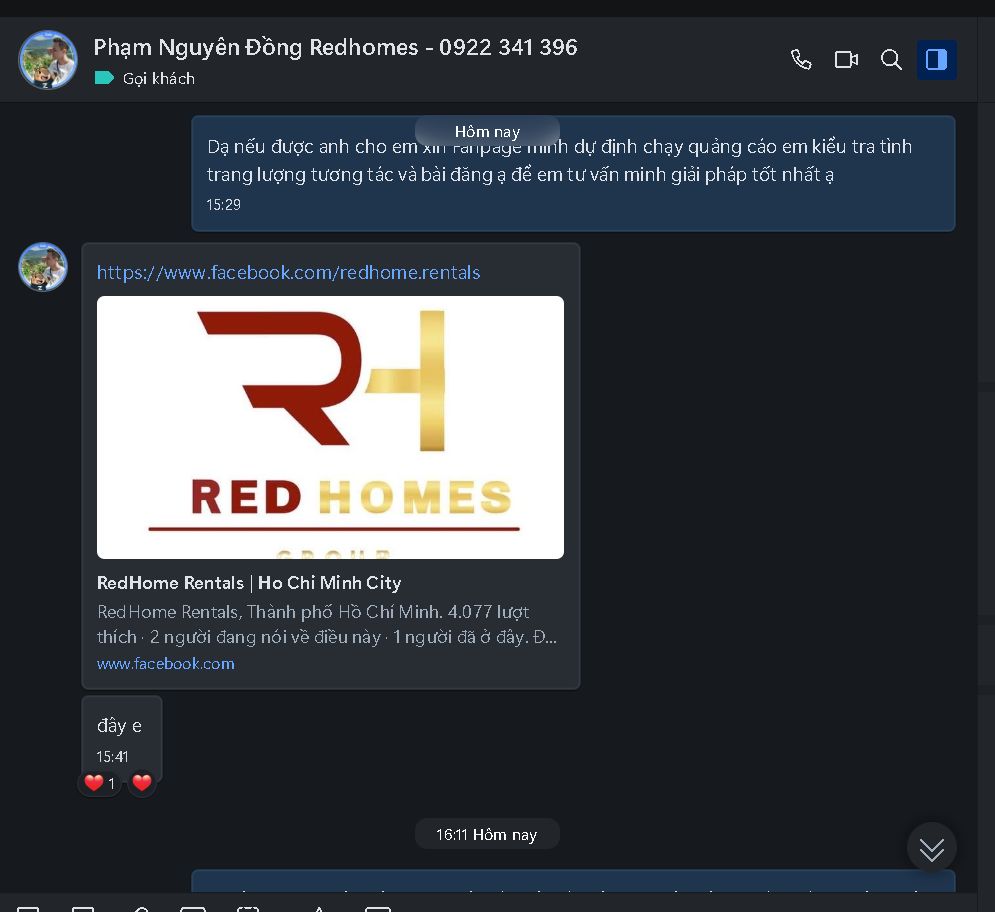 Phạm Nguyên Đồng Redhomes - 0922 341 396
Gọi khách
Hôm nay
Dạ nếu được anh cho em xin Fanpage mình dự định chạy quảng cáo em kiểu tra tình
trang lượng tương tác và bài đăng ạ để em tư vấn minh giải pháp tốt nhất ạ
15:29
https://www.facebook.com/redhome.rentals
RH
RED HOMES
GROUP
RedHome Rentals | Ho Chi Minh City
RedHome Rentals, Thành phố Hồ Chí Minh. 4.077 lượt
thích · 2 người đang nói về điều này · 1 người đã ở đây. Đ...
www.facebook.com
đây e
15:41
1
16:11 Hôm nay